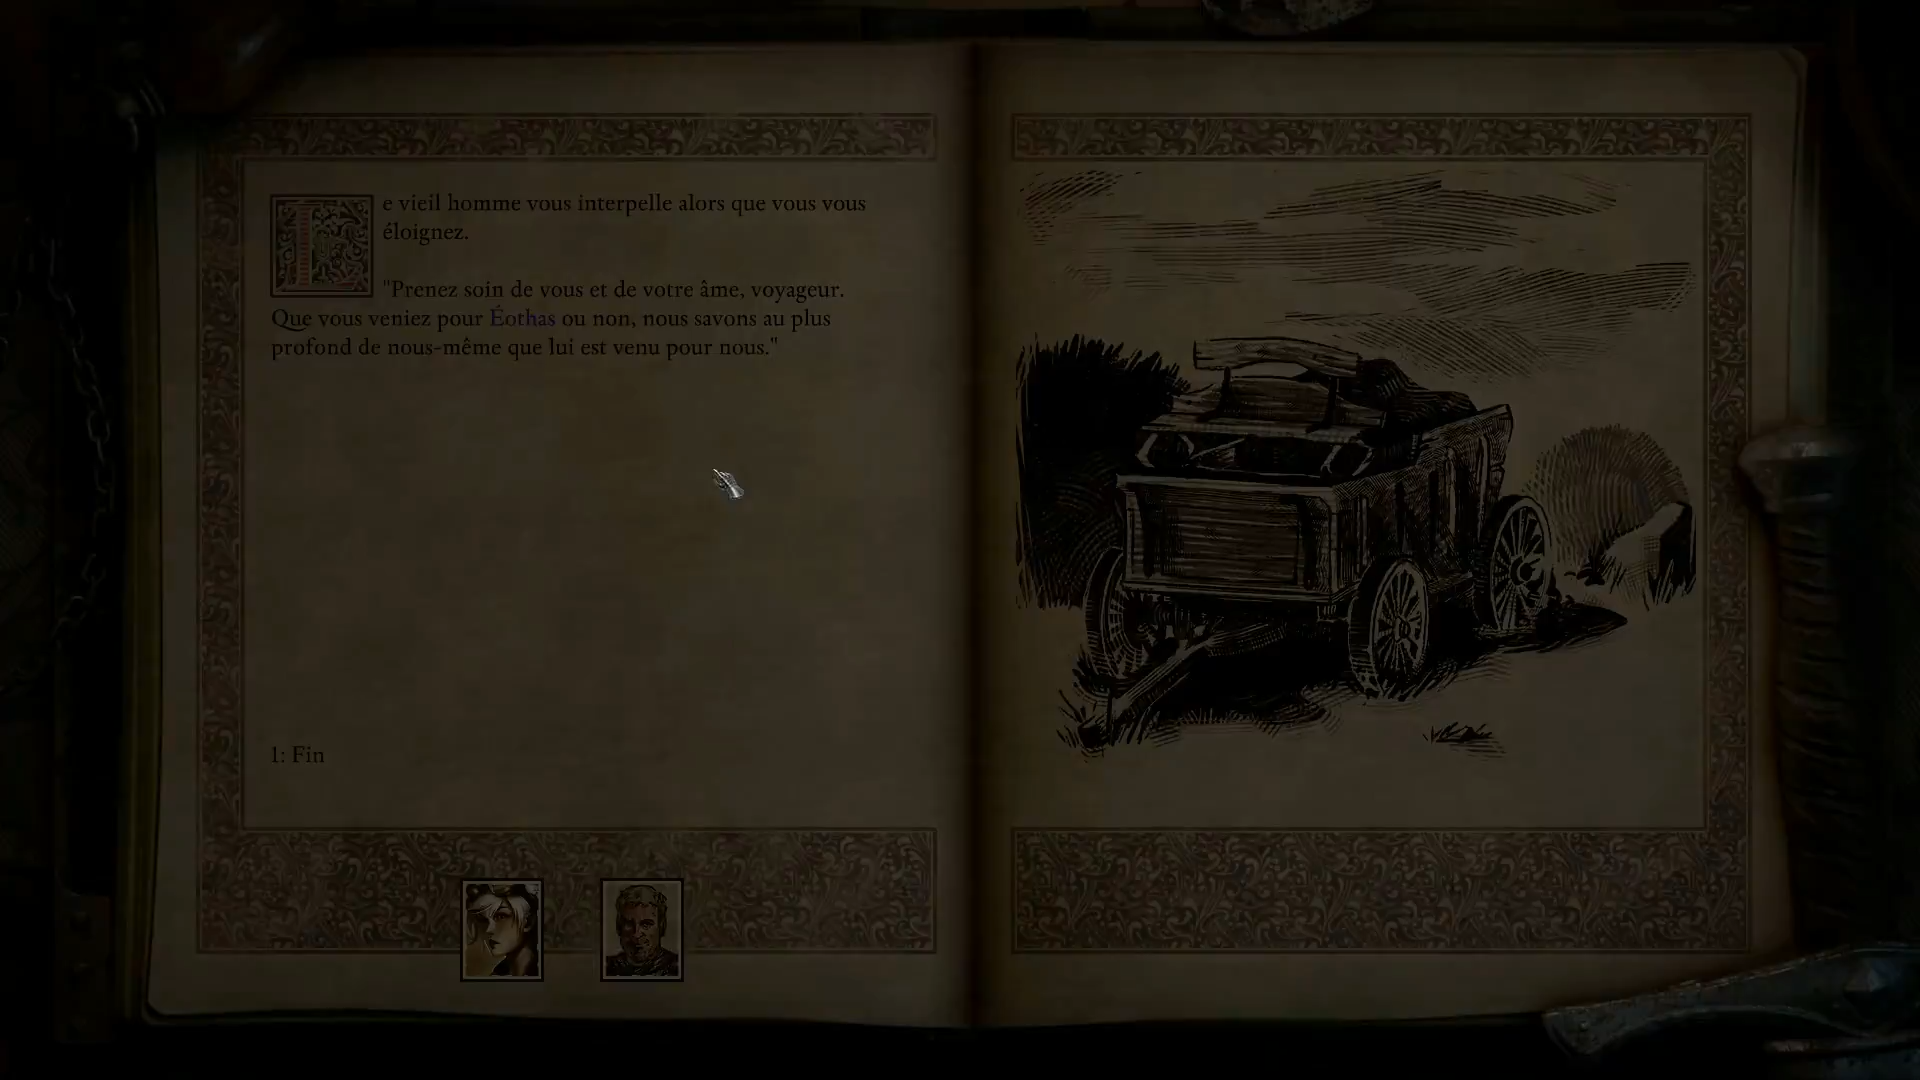 Le vieil homme vous interpelle alors que vous vous
éloignez.
"Prenez soin de vous et de votre âme, voyageur.
Que vous veniez pour Éothas ou non, nous savons au plus
profond de nous-même que lui est venu pour nous."
1: Fin